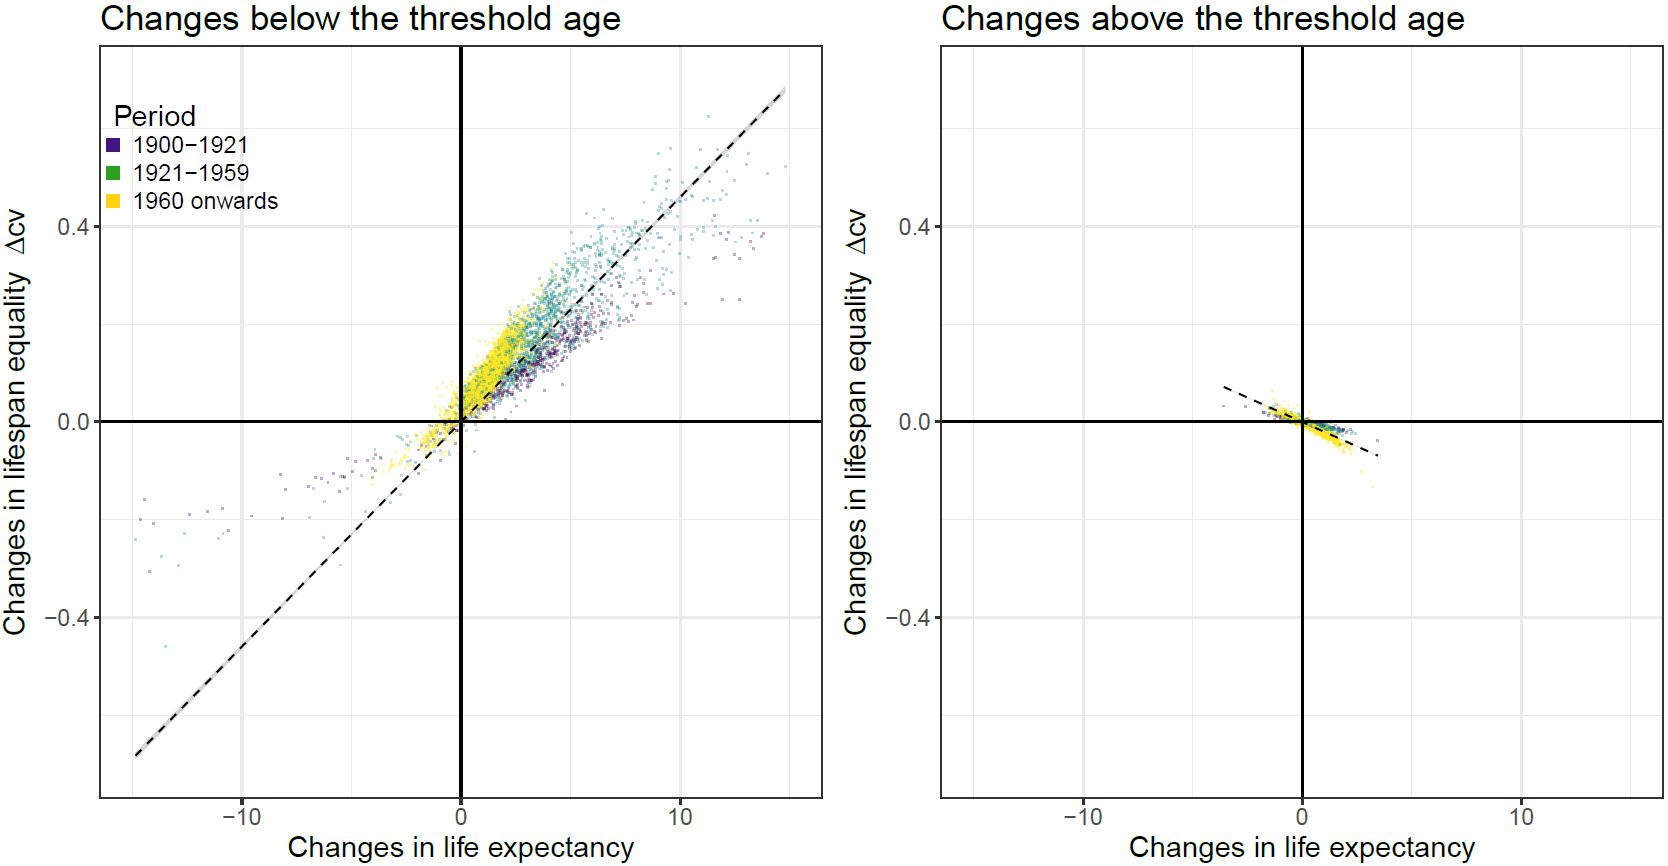 Changes below the threshold age
Period
1900−1921
1921−1959
1960 onwards
Changes in lifespan equality Δcv
0.4
0.0
−0.4
−10
0
10
Changes in life expectancy
Changes above the threshold age
Changes in lifespan equality Δcv
0.4
0.0
−0.4
−10
0
10
Changes in life expectancy